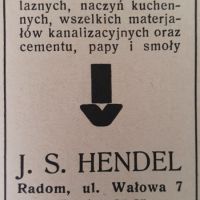 laznych, naczyń kuchen-
nych, wszelkich materja-
łów kanalizacyjnych oraz
cementu, papy i smoły
J. S. HENDEL
Radom, ul. Wałowa 7